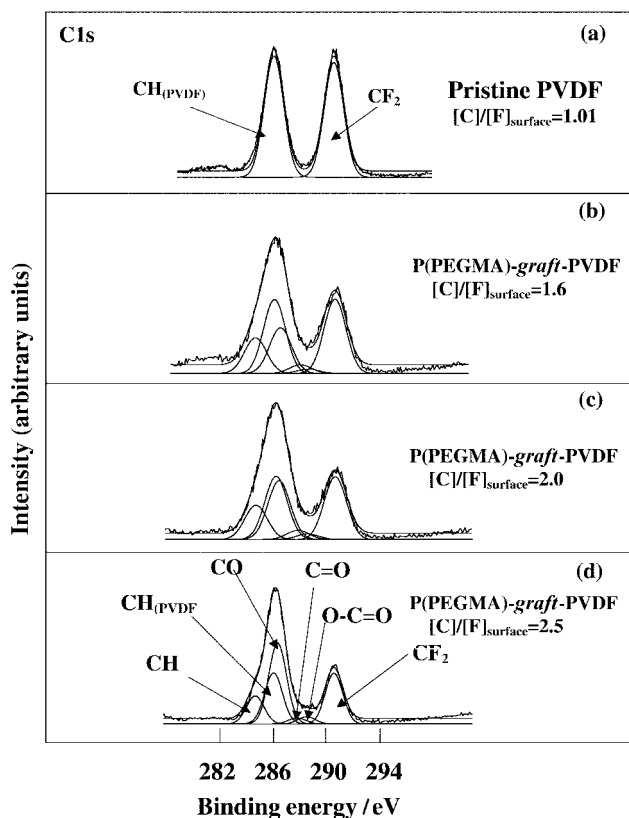 C1s
(a)
CH(PVDF)
CF2
Pristine PVDF
[C]/[F]surface=1.01
(b)
P(PEGMA)-graft-PVDF
[C]/[F]surface=1.6
(c)
P(PEGMA)-graft-PVDF
[C]/[F]surface=2.0
(d)
CO
C=O
P(PEGMA)-graft-PVDF
CH(PVDF
O-C=O
[C]/[F]surface=2.5
CH
CF2
282 286 290 294
Binding energy / eV
Intensity (arbitrary units)